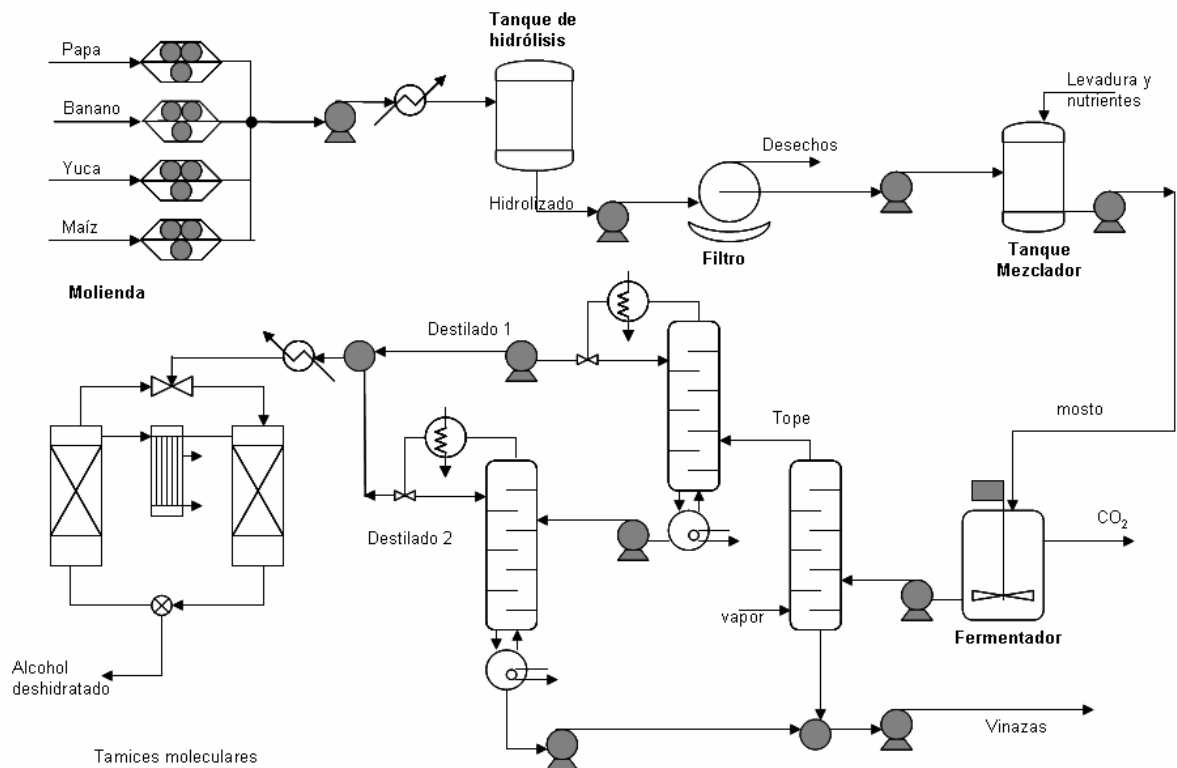 Papa
Banano
Yuca
Maíz
Molienda
Tanque de
hidrólisis
Hidrolizado
Desechos
Filtro
Levadura y
nutrientes
Tanque
Mezclador
mosto
CO2
Fermentador
Destilado 1
Tope
Destilado 2
vapor
Vinazas
Alcohol
deshidratado
Tamices moleculares